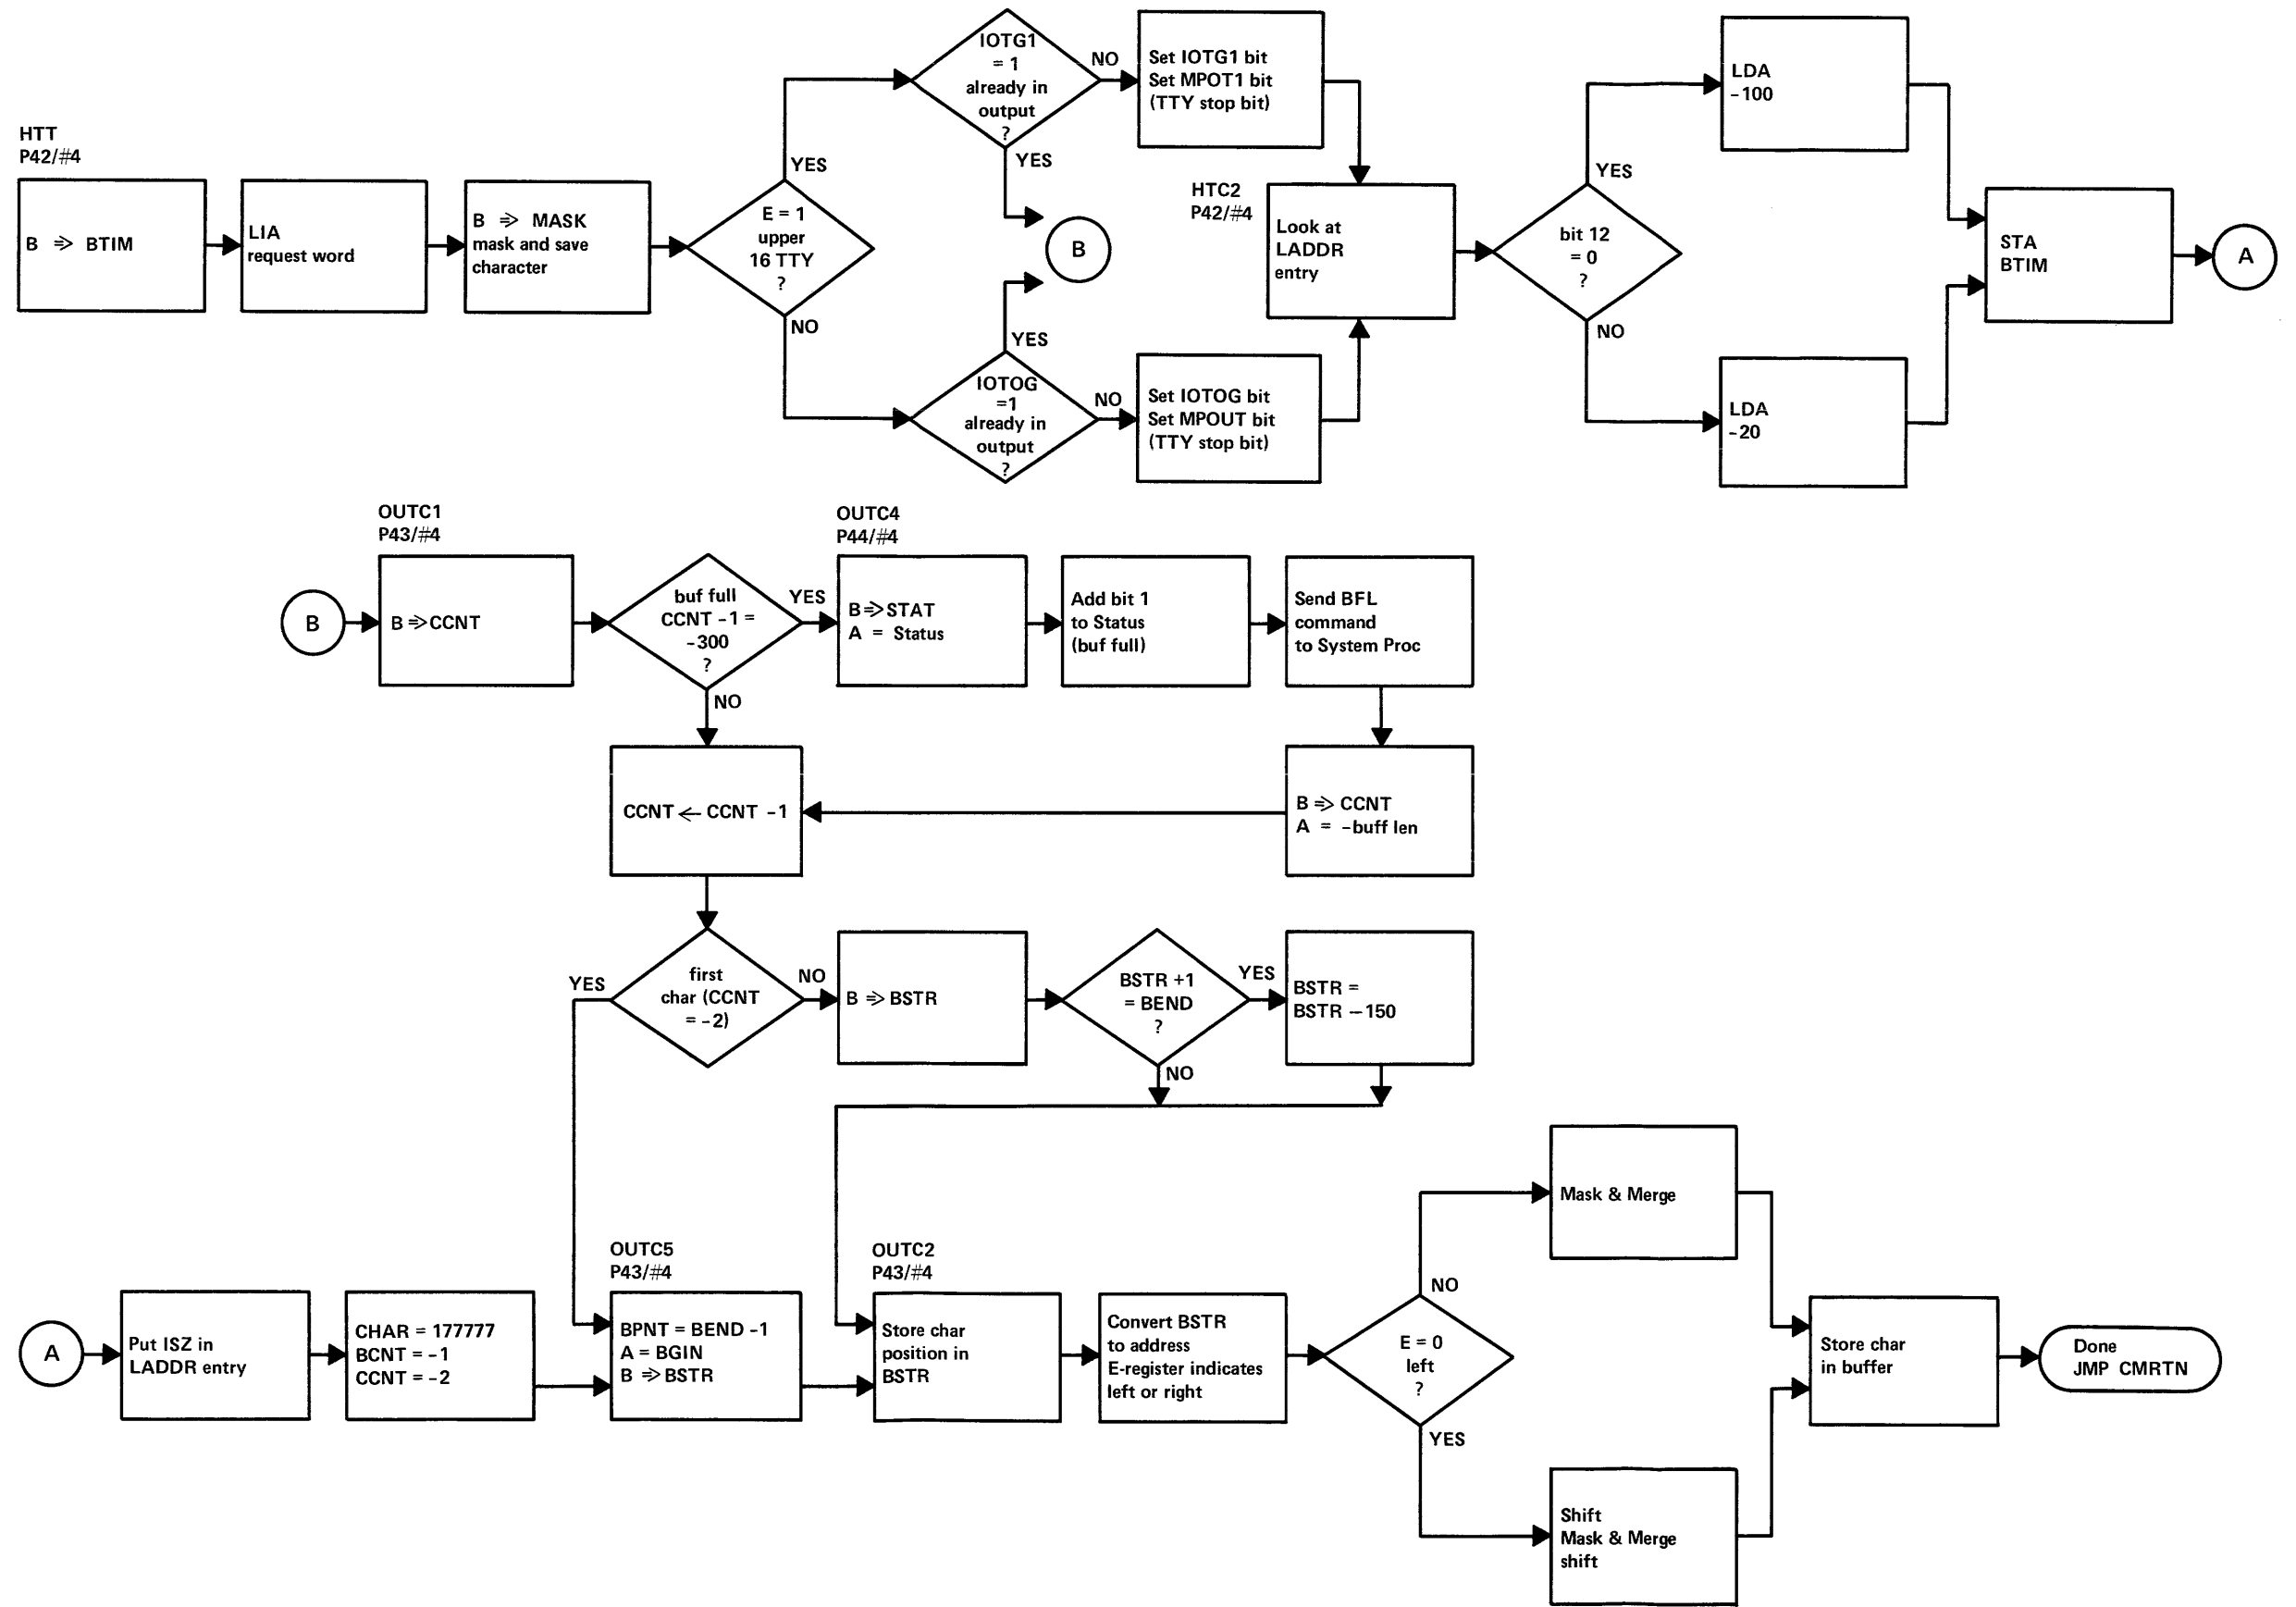 HTT
P42/#4
B ⇒ BTIM
LIA
request word
B ⇒ MASK
mask and save
character
E = 1
upper
16 TTY
?
YES
NO
IOTG1
= 1
already in
output
?
NO
YES
Set IOTG1 bit
Set MPOT1 bit
(TTY stop bit)
B
YES
IOTOG
=1
already in
output
?
NO
Set IOTOG bit
Set MPOUT bit
(TTY stop bit)
HTC2
P42/#4
Look at
LADDR
entry
bit 12
= 0
?
YES
NO
LDA
-100
LDA
-20
STA
BTIM
A
B
OUTC1
P43/#4
B ⇒ CCNT
buf full
CCNT -1 =
-300
?
YES
NO
OUTC4
P44/#4
B ⇒ STAT
A = Status
Add bit 1
to Status
(buf full)
Send BFL
command
to System Proc
CCNT ← CCNT -1
B ⇒ CCNT
A = -buff len
first
char (CCNT
= -2)
YES
NO
B ⇒ BSTR
BSTR +1
= BEND
?
YES
NO
BSTR =
BSTR -150
A
Put ISZ in
LADDR entry
CHAR = 177777
BCNT = -1
CCNT = -2
OUTC5
P43/#4
BPNT = BEND -1
A = BGIN
B ⇒ BSTR
OUTC2
P43/#4
Store char
position in
BSTR
Convert BSTR
to address
E-register indicates
left or right
E = 0
left
?
NO
YES
Mask & Merge
Shift
Mask & Merge
shift
Store char
in buffer
Done
JMP CMRTN